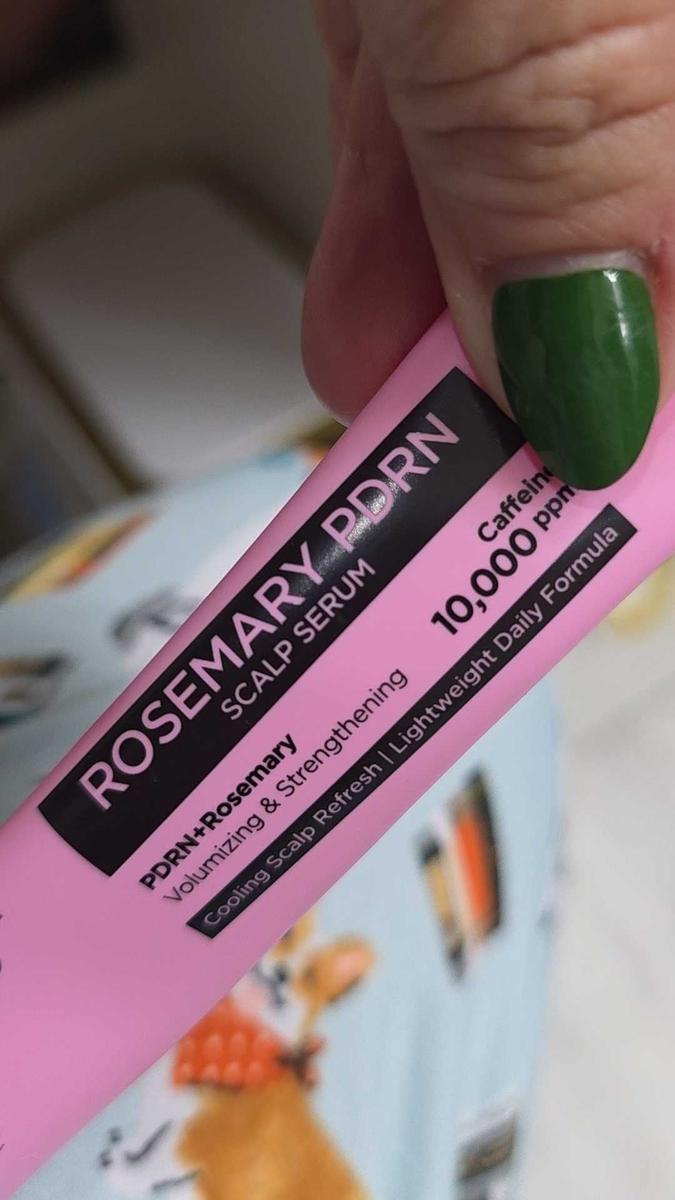 ROSEMARY PDRN
SCALP SERUM
PDRN+Rosemary
Volumizing & Strengthening
Caffeine
10,000 ppm
Cooling Scalp Refresh | Lightweight Daily Formula